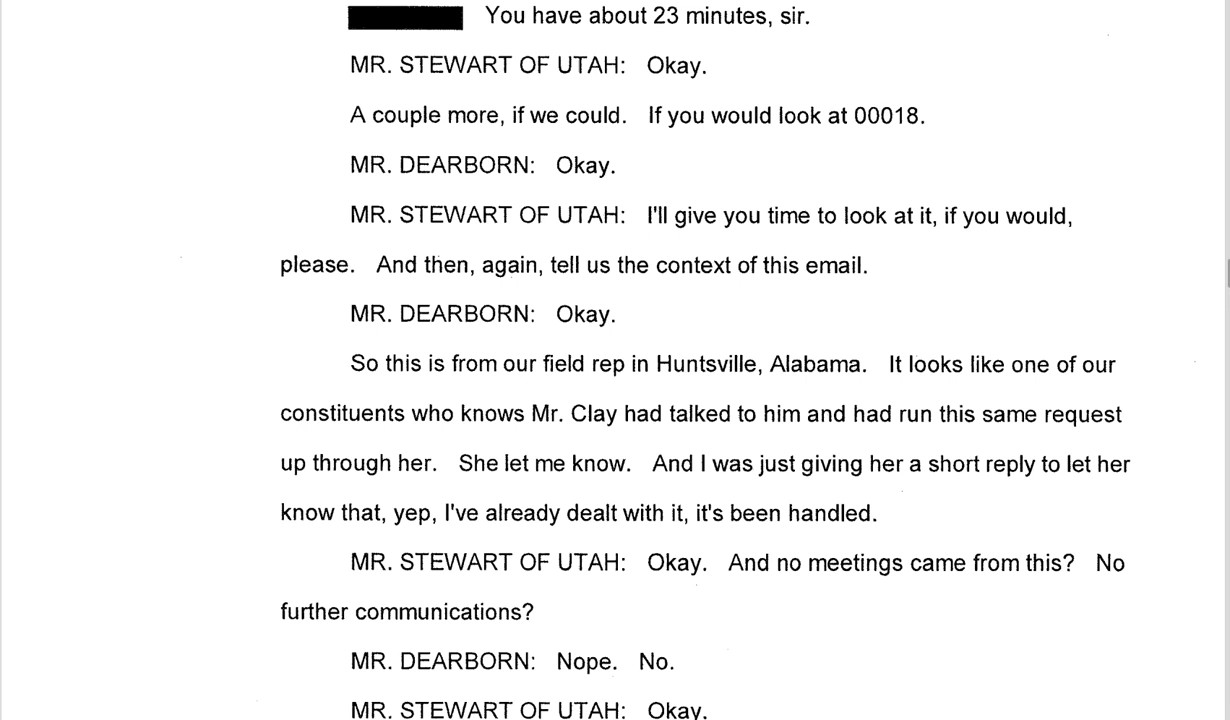 You have about 23 minutes, sir.
MR. STEWART OF UTAH: Okay.
A couple more, if we could. If you would look at 00018.
MR. DEARBORN: Okay.
MR. STEWART OF UTAH: I'll give you time to look at it, if you would,
please. And then, again, tell us the context of this email.
MR. DEARBORN: Okay.
So this is from our field rep in Huntsville, Alabama. It looks like one of our
constituents who knows Mr. Clay had talked to him and had run this same request
up through her. She let me know. And I was just giving her a short reply to let her
know that, yep, I've already dealt with it, it's been handled.
MR. STEWART OF UTAH: Okay. And no meetings came from this? No
further communications?
MR. DEARBORN: Nope. No.
MR. STEWART OF UTAH: Okay.